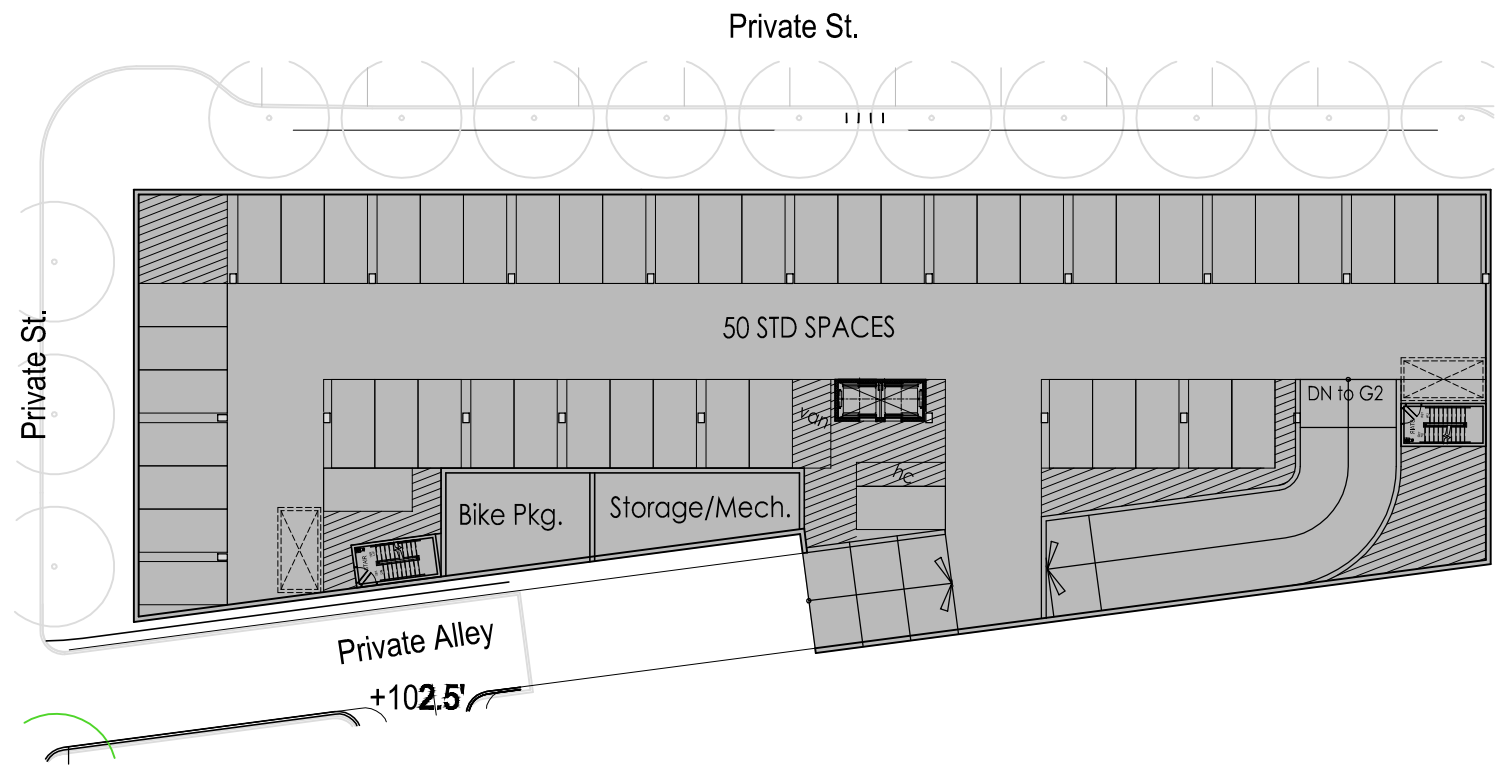 Private St.
Private St.
50 STD SPACES
DN to G2
van
hc
Bike Pkg.
Storage/Mech.
Private Alley
+102.5'